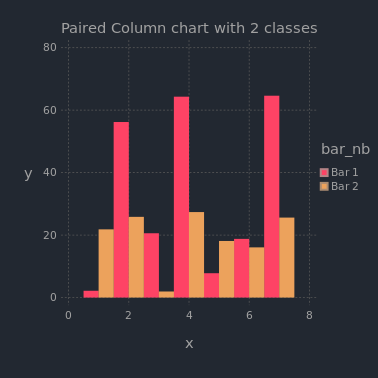 Paired Column chart with 2 classes
80
60
40
20
0
y
0 2 4 6 8
x
bar_nb
Bar 1
Bar 2